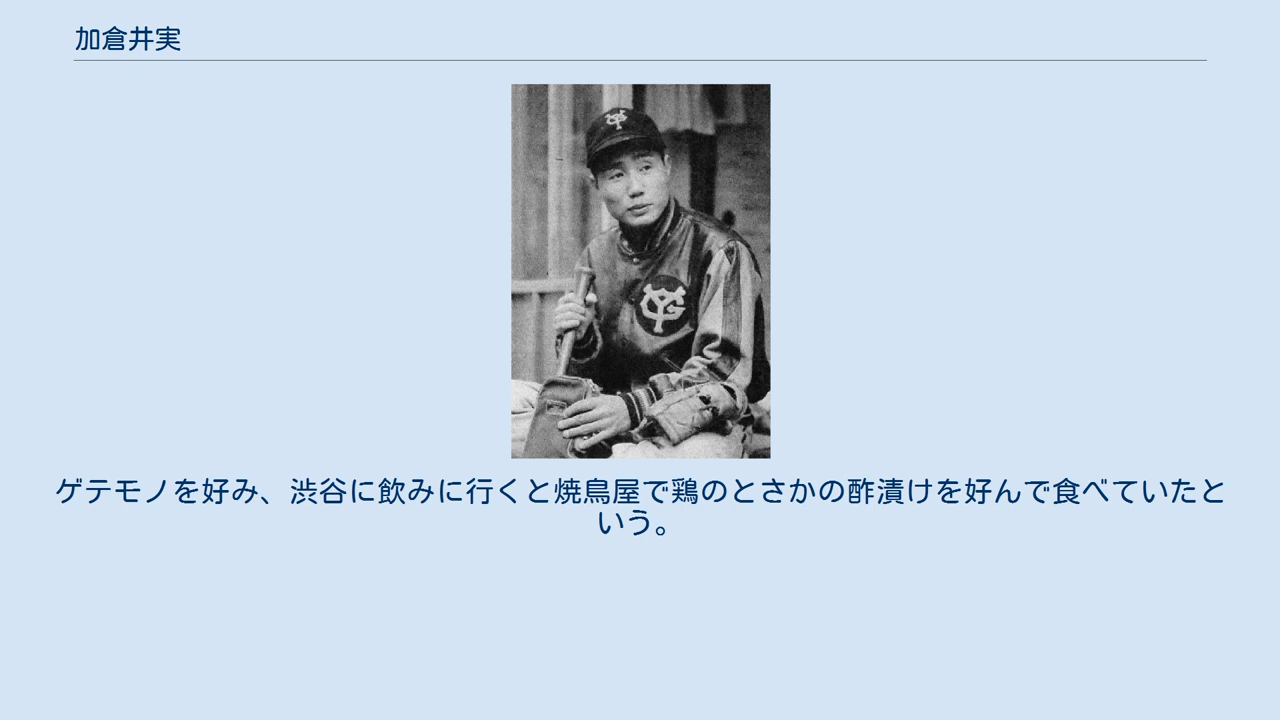 加倉井実
ゲテモノを好み、渋谷に飲みに行くと焼鳥屋で鶏のとさかの酢漬けを好んで食べていたと
いう。